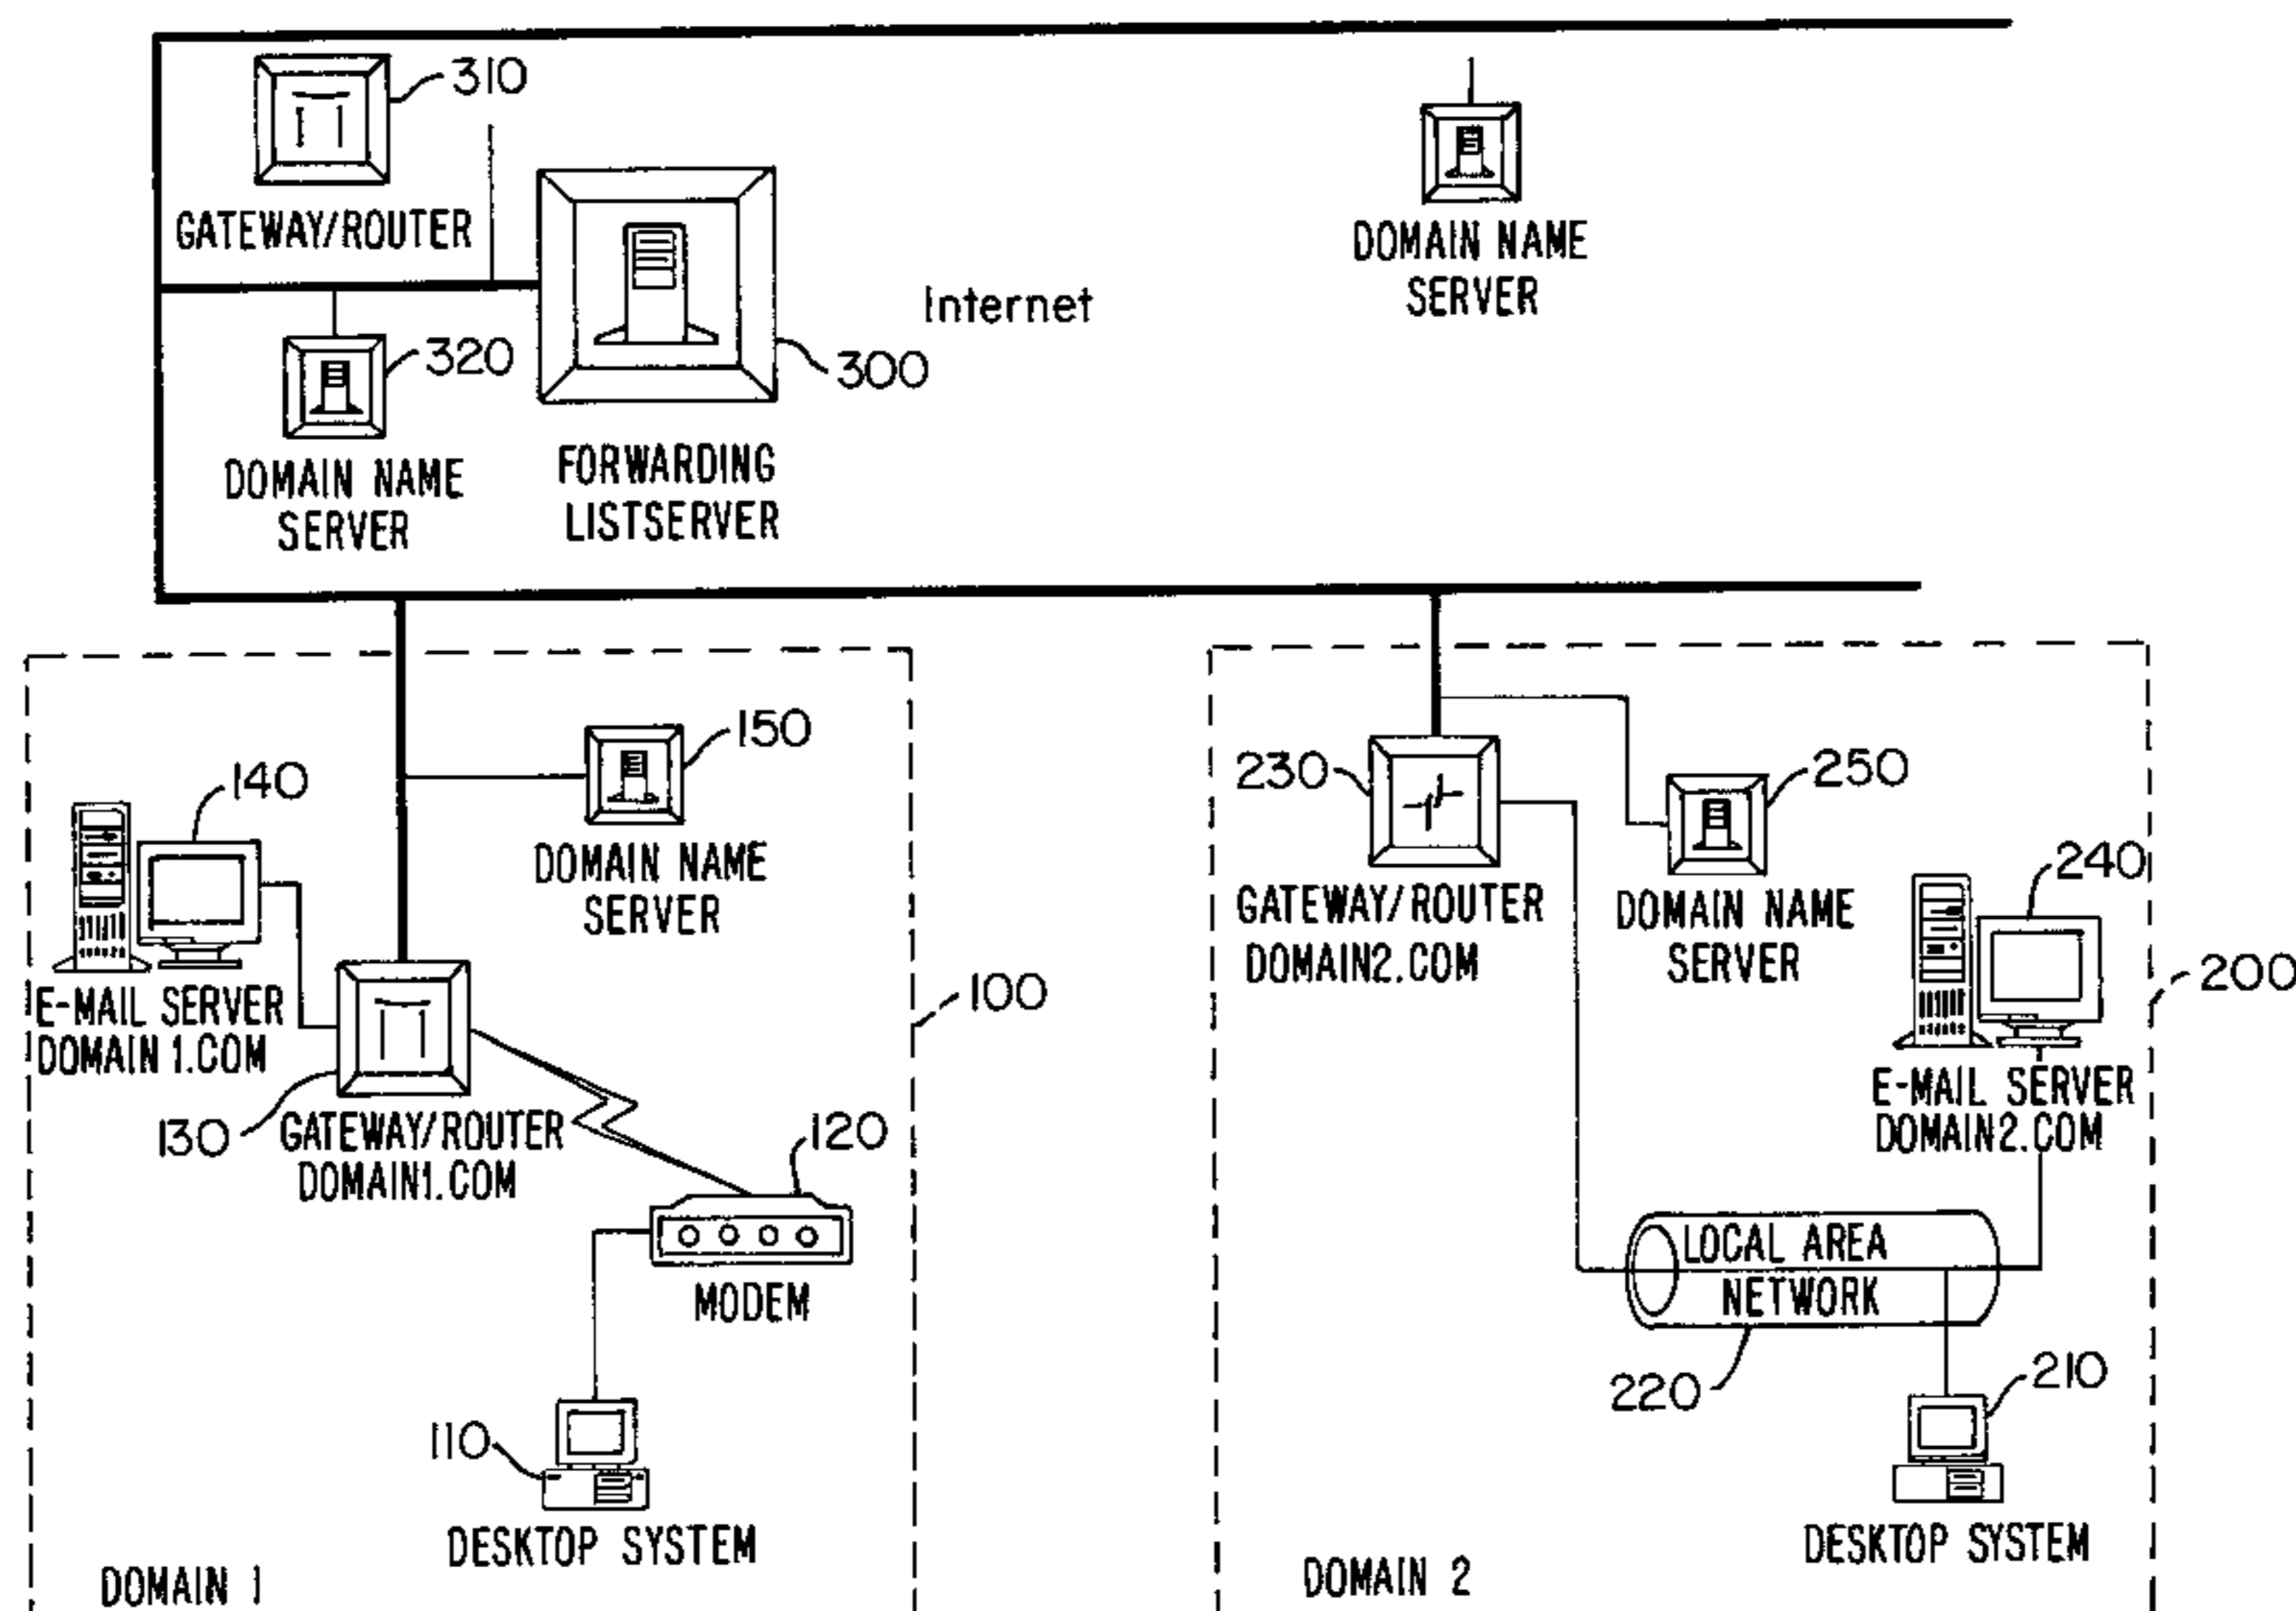 310
GATEWAY/ROUTER
320
DOMAIN NAME
SERVER
300
FORWARDING
LISTSERVER
Internet
DOMAIN NAME
SERVER
140
E-MAIL SERVER
DOMAIN 1.COM
150
DOMAIN NAME
SERVER
100
130
GATEWAY/ROUTER
DOMAIN1.COM
120
MODEM
110
DESKTOP SYSTEM
DOMAIN 1
230
GATEWAY/ROUTER
DOMAIN2.COM
250
DOMAIN NAME
SERVER
240
E-MAIL SERVER
DOMAIN2.COM
200
LOCAL AREA
NETWORK
220
210
DESKTOP SYSTEM
DOMAIN 2